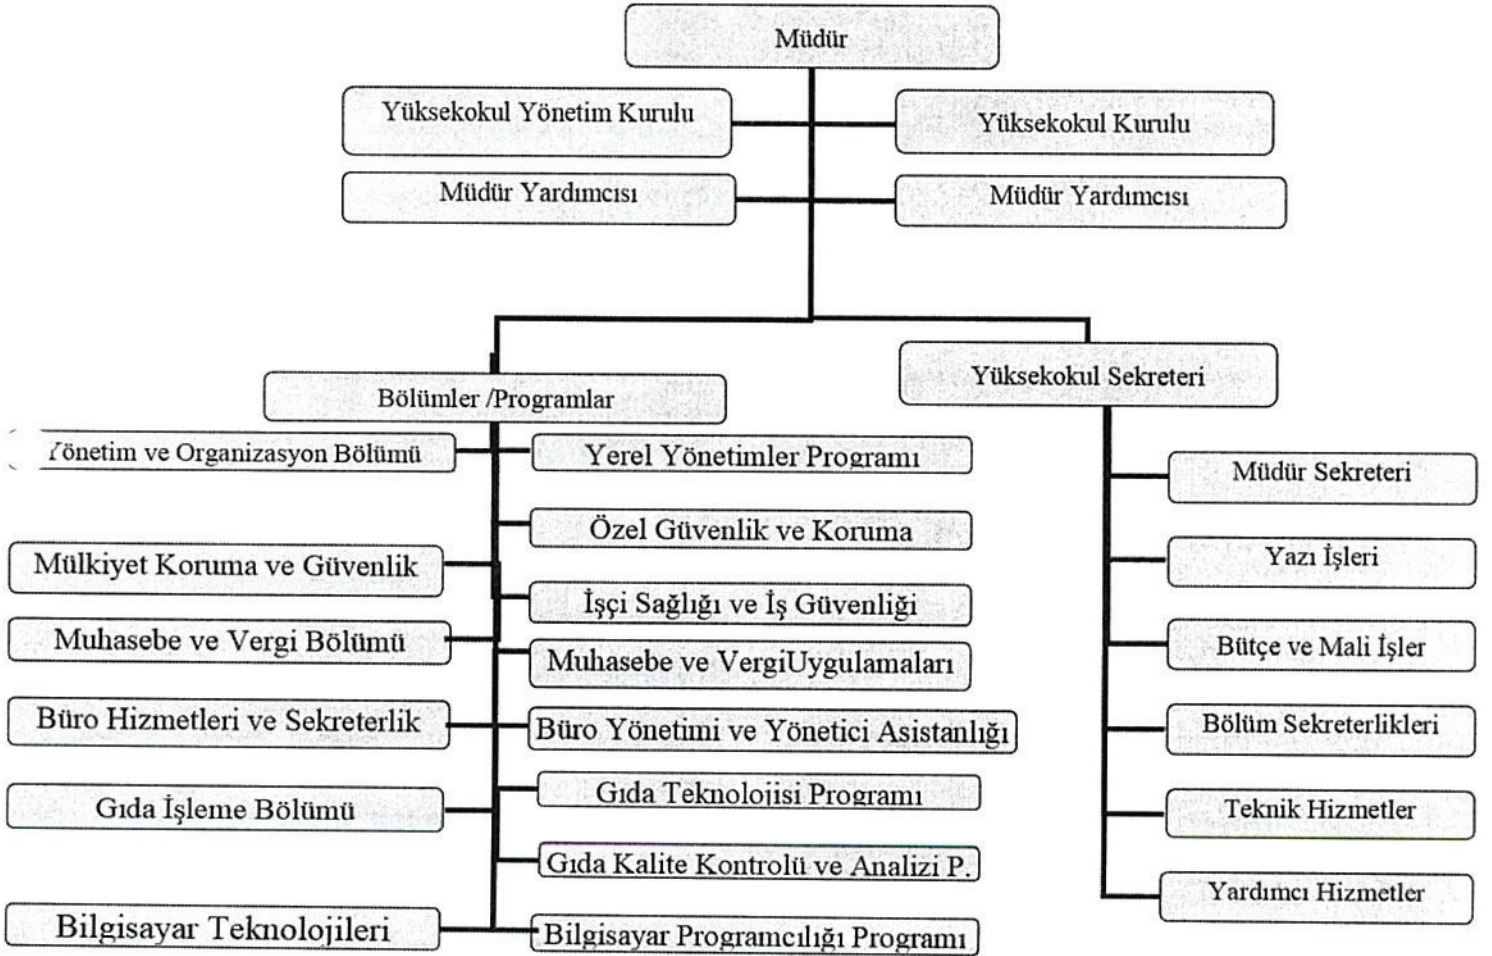 Müdür
Yüksekokul Yönetim Kurulu
Yüksekokul Kurulu
Müdür Yardımcısı
Müdür Yardımcısı
Bölümler /Programlar
Yüksekokul Sekreteri
Yönetim ve Organizasyon Bölümü
Yerel Yönetimler Programı
Özel Güvenlik ve Koruma
Mülkiyet Koruma ve Güvenlik
İşçi Sağlığı ve İş Güvenliği
Muhasebe ve Vergi Bölümü
Muhasebe ve VergiUygulamaları
Büro Hizmetleri ve Sekreterlik
Büro Yönetimi ve Yönetici Asistanlığı
Gıda Teknolojisi Programı
Gıda İşleme Bölümü
Gıda Kalite Kontrolü ve Analizi P.
Bilgisayar Teknolojileri
Bilgisayar Programcılığı Programı
Müdür Sekreteri
Yazı İşleri
Bütçe ve Mali İşler
Bölüm Sekreterlikleri
Teknik Hizmetler
Yardımcı Hizmetler